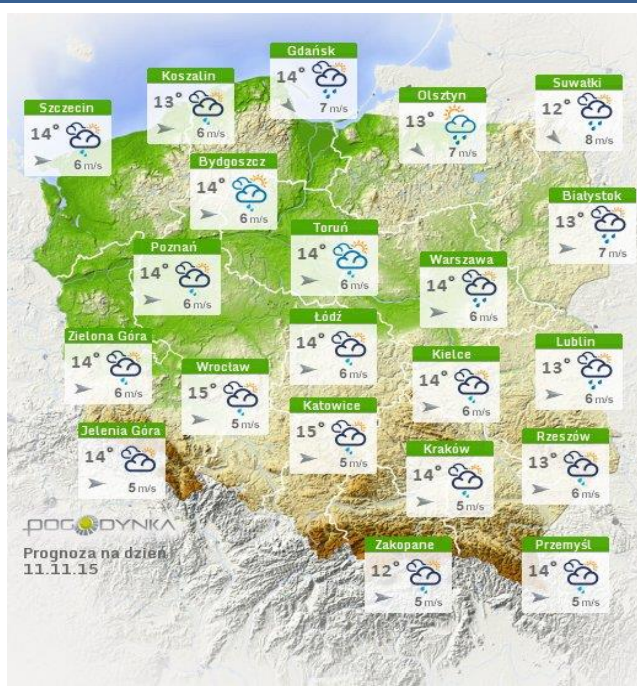 Gdańsk
14°
7 m/s
Koszalin
13°
6 m/s
Suwałki
12°
8 m/s
Olsztyn
13°
7 m/s
Szczecin
14°
6 m/s
Bydgoszcz
14°
6 m/s
Białystok
13°
7 m/s
Toruń
14°
6 m/s
Poznań
14°
6 m/s
Warszawa
14°
6 m/s
Łódź
14°
6 m/s
Zielona Góra
14°
6 m/s
Lublin
13°
6 m/s
Kielce
14°
6 m/s
Wrocław
15°
5 m/s
Katowice
15°
5 m/s
Jelenia Góra
14°
5 m/s
Rzeszów
13°
6 m/s
Kraków
14°
5 m/s
POGODYNKA
Prognoza na dzień
11.11.15
Zakopane
12°
5 m/s
Przemyśl
14°
5 m/s